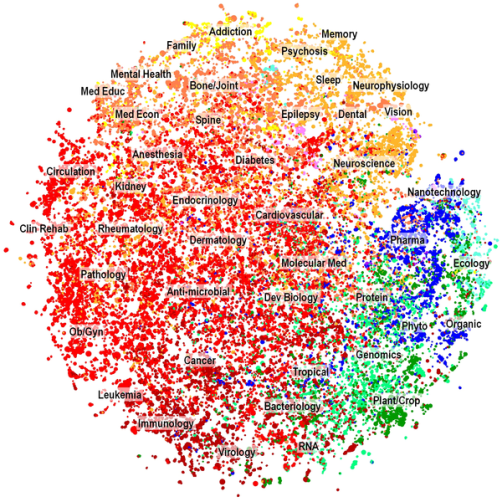 Addiction
Memory
Family
Psychosis
Mental Health
Sleep
Bone/Joint
Neurophysiology
Med Educ
Med Econ
Spine
Epilepsy
Dental
Vision
Anesthesia
Diabetes
Neuroscience
Circulation
Kidney
Nanotechnology
Endocrinology
Cardiovascular
Clin Rehab
Rheumatology
Dermatology
Pharma
Molecular Med
Ecology
Pathology
Anti-microbial
Dev Biology
Protein
Ob/Gyn
Phyto
Organic
Cancer
Genomics
Tropical
Leukemia
Bacteriology
Plant/Crop
Immunology
Virology
RNA